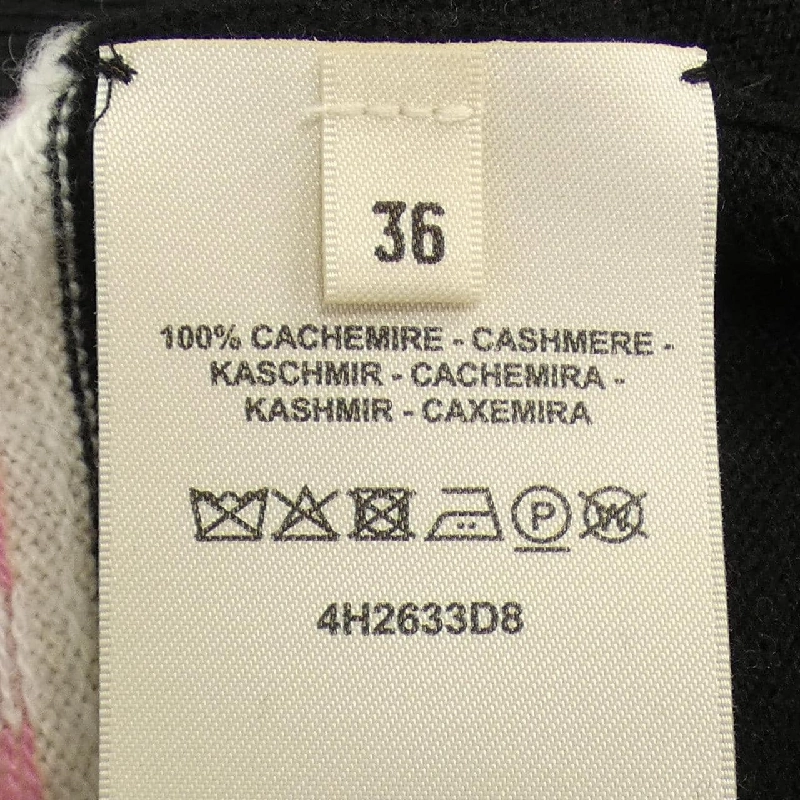 36
100% CACHEMIRE - CASHMERE -
KASCHMIR - CACHEMIRA -
KASHMIR - CAXEMIRA
P W
4H2633D8